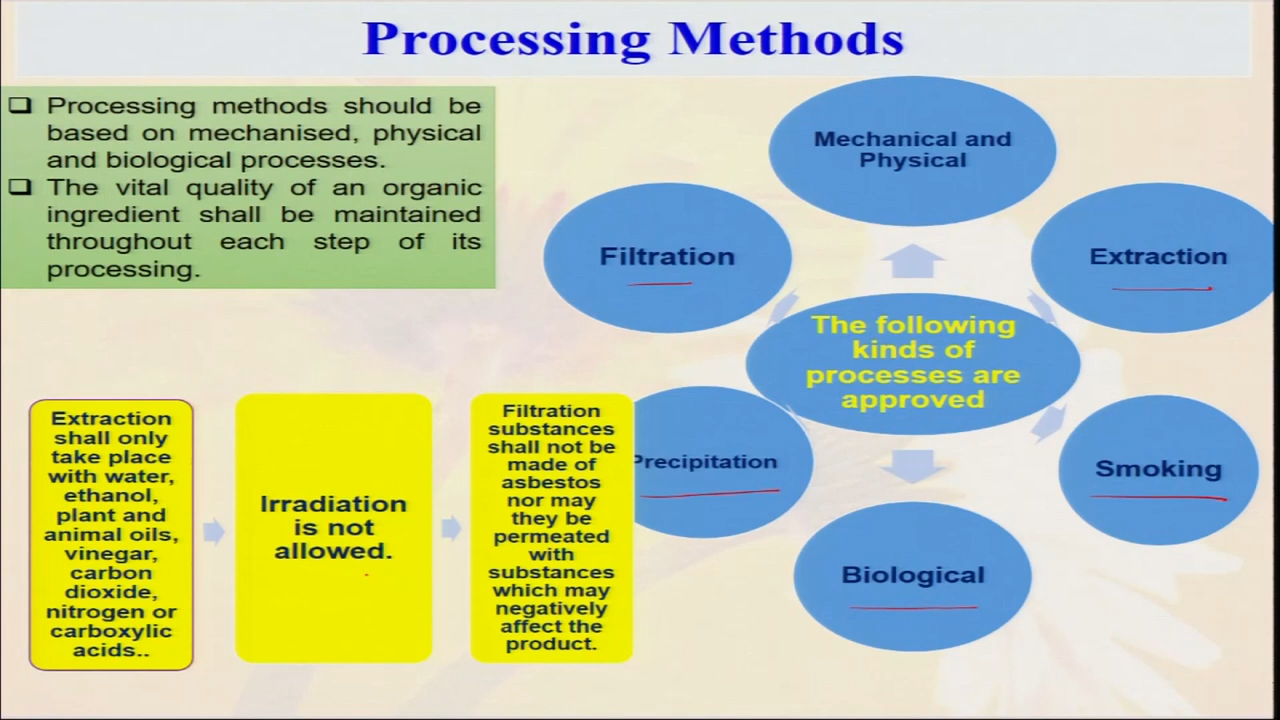 Processing Methods
❑ Processing methods should be
based on mechanised, physical
and biological processes.
❑ The vital quality of an organic
ingredient shall be maintained
throughout each step of its
processing.
Mechanical and
Physical
Filtration
Extraction
The following
kinds of
processes are
approved
Precipitation
Smoking
Biological
Extraction
shall only
take place
with water,
ethanol,
plant and
animal oils,
vinegar,
carbon
dioxide,
nitrogen or
carboxylic
acids..
Irradiation
is not
allowed.
Filtration
substances
shall not be
made of
asbestos
nor may
they be
permeated
with
substances
which may
negatively
affect the
product.